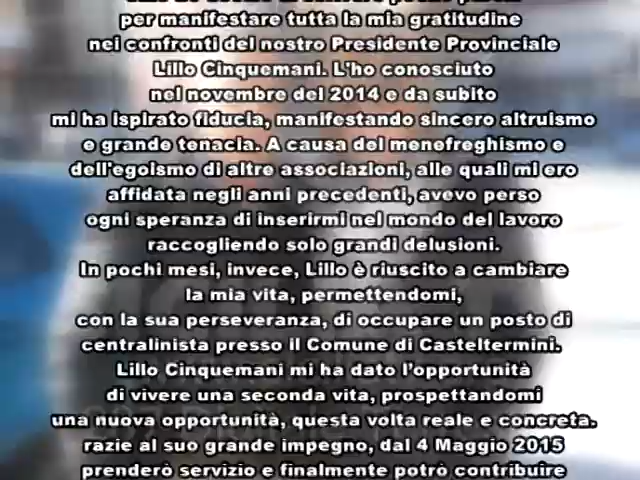 per manifestare tutta la mia gratitudine
nei confronti del nostro Presidente Provinciale
Lillo Cinquemani. L'ho conosciuto
nel novembre del 2014 e da subito
mi ha ispirato fiducia, manifestando sincero altruismo
e grande tenacia. A causa del menefreghismo e
dell'egoismo di altre associazioni, alle quali mi ero
affidata negli anni precedenti, avevo perso
ogni speranza di inserirmi nel mondo del lavoro
raccogliendo solo grandi delusioni.
In pochi mesi, invece, Lillo è riuscito a cambiare
la mia vita, permettendomi,
con la sua perseveranza, di occupare un posto di
centralinista presso il Comune di Casteltermini.
Lillo Cinquemani mi ha dato l'opportunità
di vivere una seconda vita, prospettandomi
una nuova opportunità, questa volta reale e concreta.
razie al suo grande impegno, dal 4 Maggio 2015
prenderò servizio e finalmente potrò contribuire